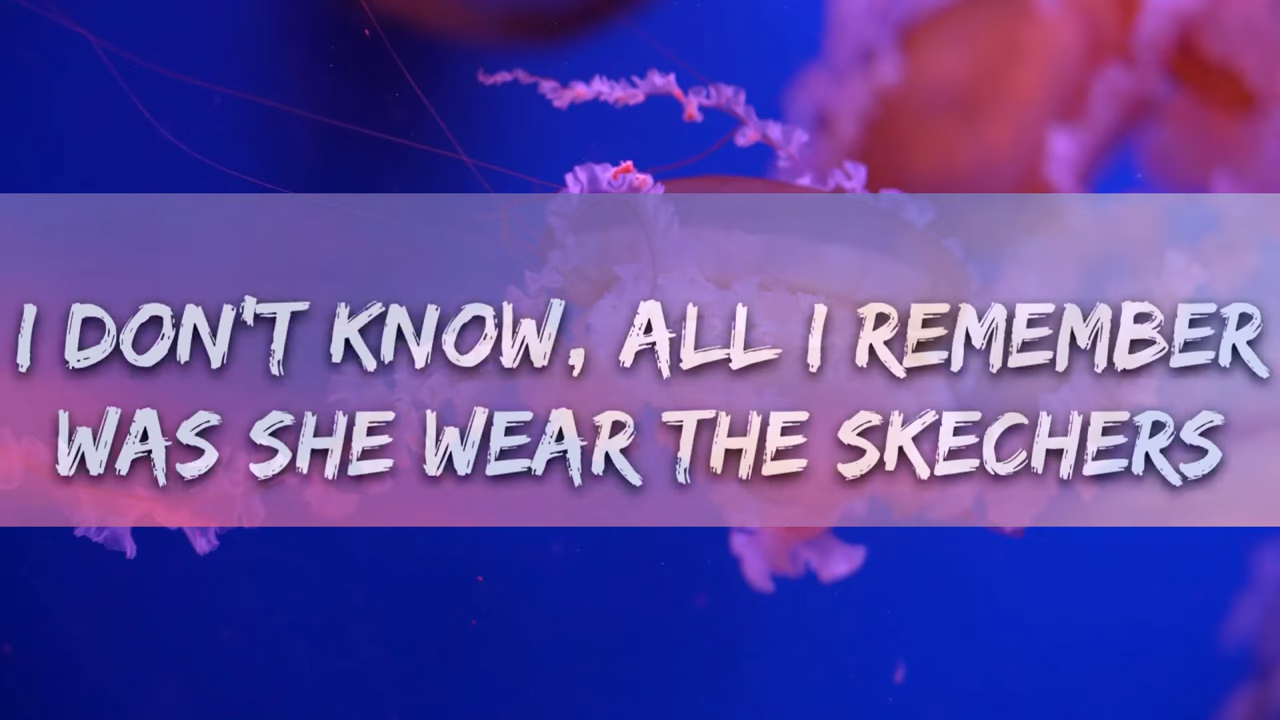 I DON'T KNOW, ALL I REMEMBER
WAS SHE WEAR THE SKECHERS